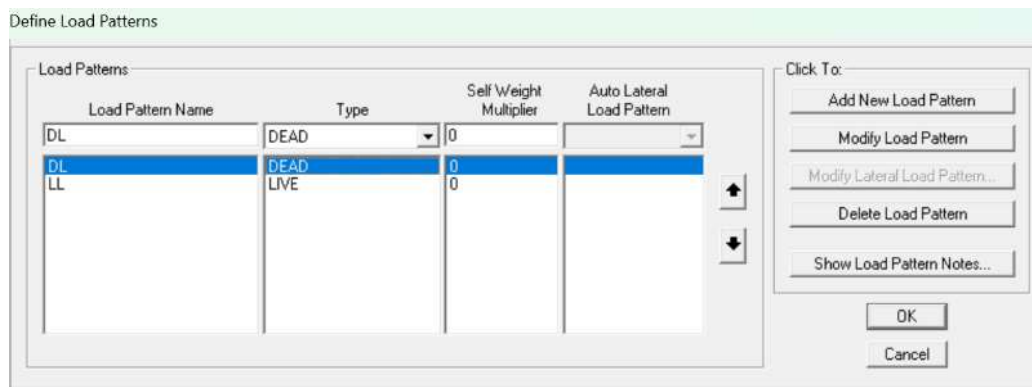 Define Load Patterns
Load Patterns
Click To:
Load Pattern Name Type Self Weight Multiplier Auto Lateral Load Pattern
DL DEAD 0
DL DEAD 0
LL LIVE 0
Add New Load Pattern
Modify Load Pattern
Modify Lateral Load Pattern...
Delete Load Pattern
Show Load Pattern Notes...
OK
Cancel